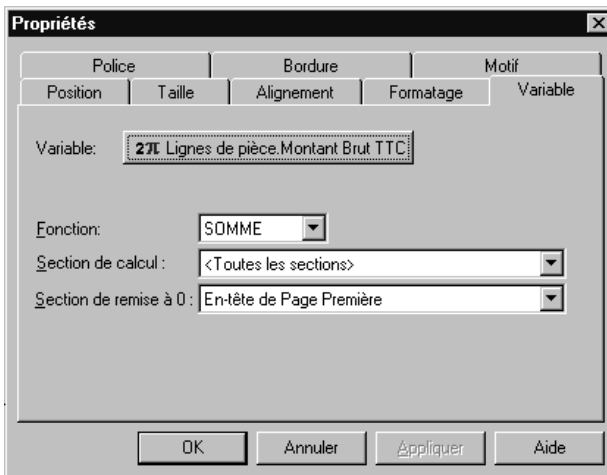 Propriétés
Police Bordure Motif
Position Taille Alignement Formatage Variable
Variable: 2π Lignes de pièce.Montant Brut TTC
Fonction: SOMME
Section de calcul : <Toutes les sections>
Section de remise à 0 : En-tête de Page Première
OK Annuler Appliquer Aide